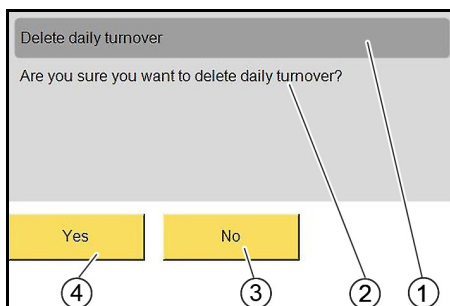 Delete daily turnover
Are you sure you want to delete daily turnover?
Yes
No
4
3
2
1